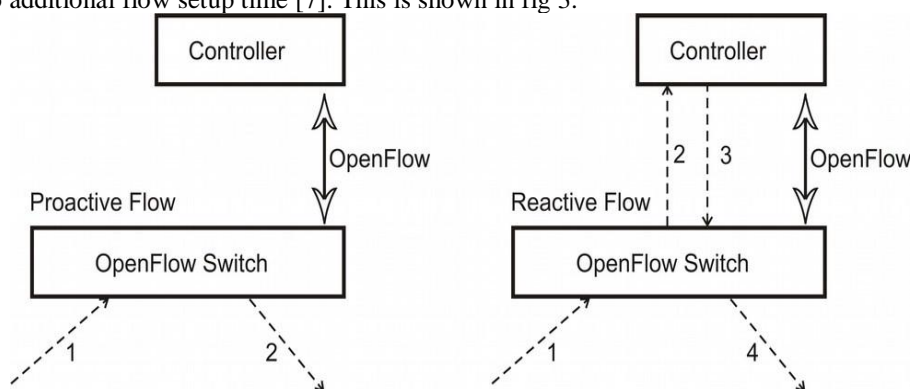 additional flow setup time [7]. This is shown in fig 3.
Controller
OpenFlow
Proactive Flow
OpenFlow Switch
1
2
Controller
2
3
OpenFlow
Reactive Flow
OpenFlow Switch
1
4